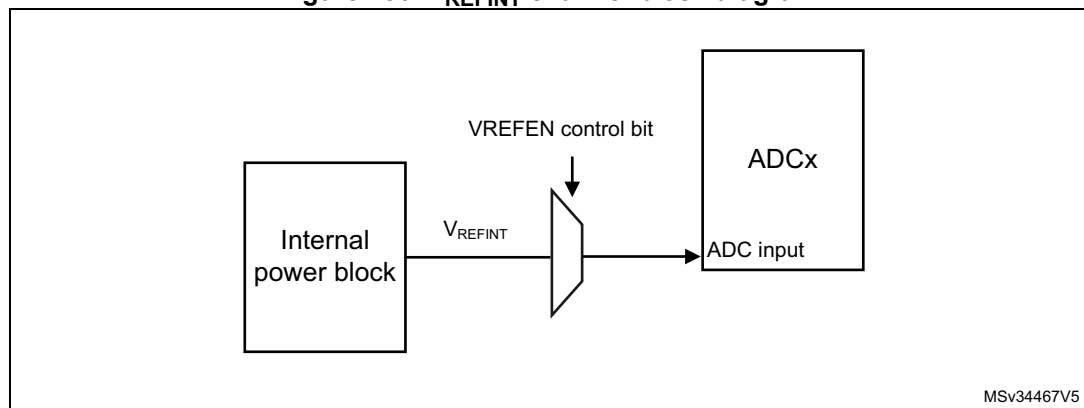 VREFEN control bit
ADCx
Internal
power block
VREFINT
ADC input
MSv34467V5